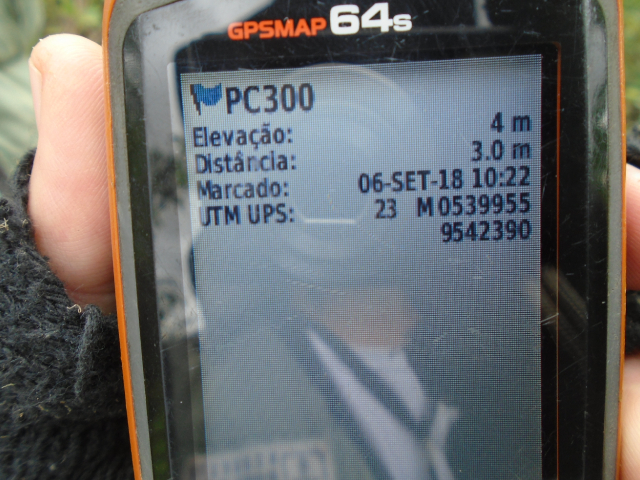 GPSMAP 64s
PC300
Elevação: 4 m
Distância: 3.0 m
Marcado: 06-SET-18 10:22
UTM UPS: 23 M 0539955
9542390